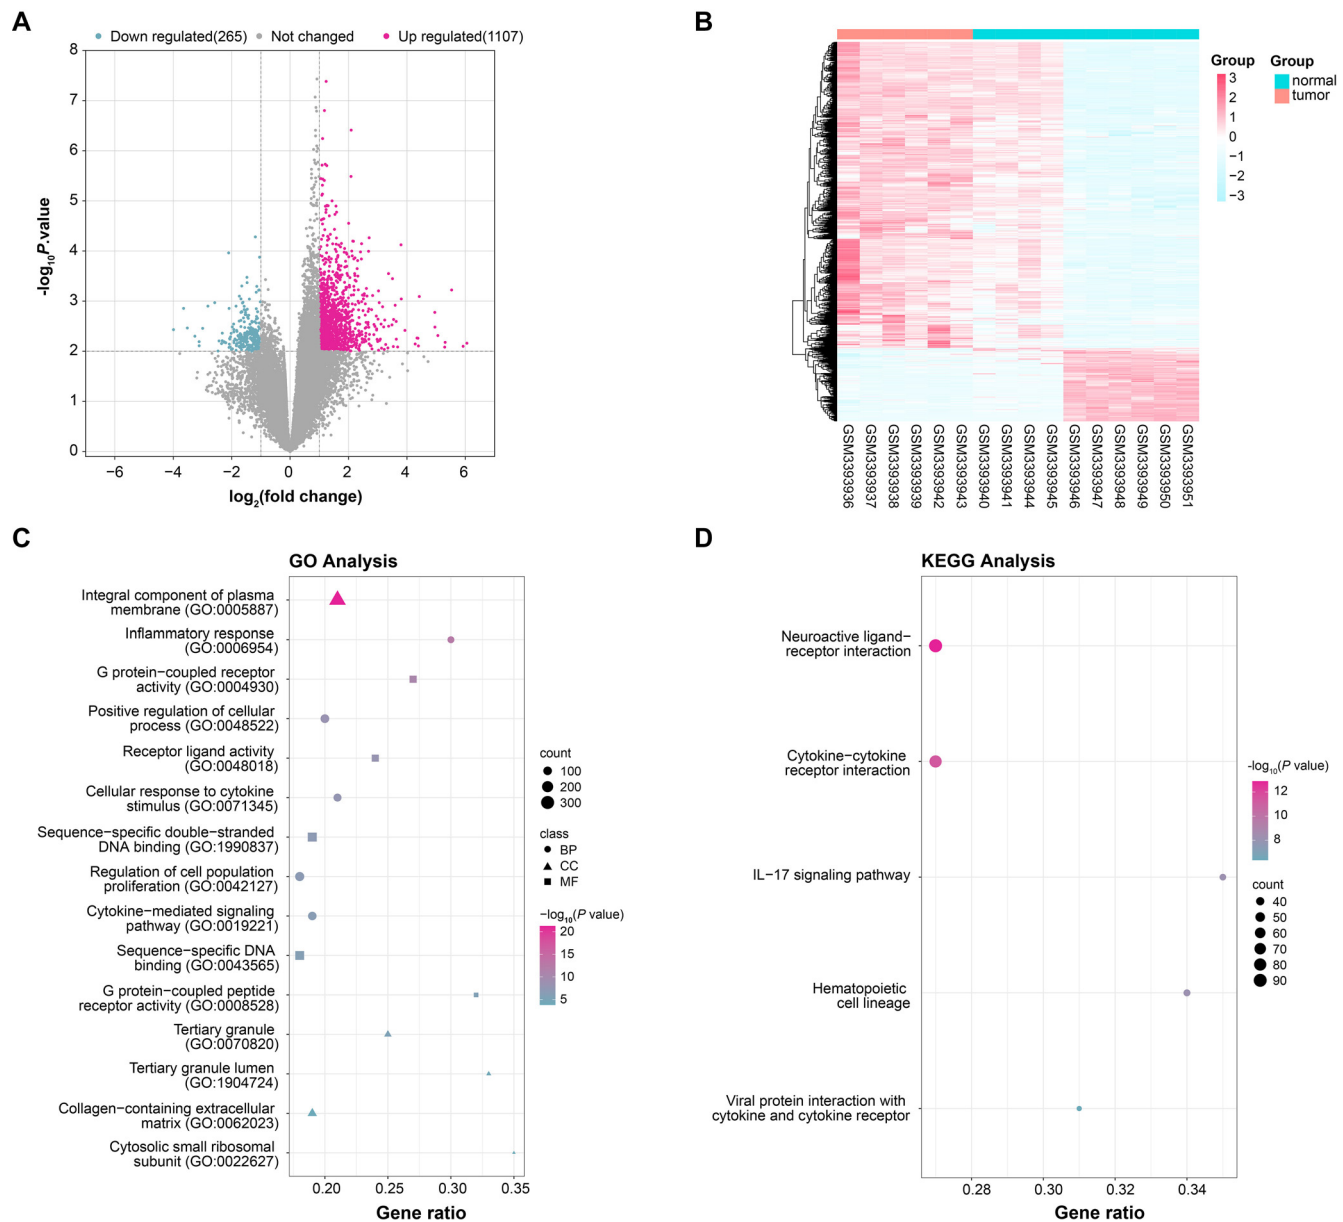 A
Down regulated(265)
Not changed
Up regulated(1107)
8
7
6
5
4
3
2
1
0
-log10P.value
−6
−4
−2
0
2
4
6
log2(fold change)
B
Group
3
2
1
0
−1
−2
−3
Group
normal
tumor
GSM3393936
GSM3393937
GSM3393938
GSM3393939
GSM3393942
GSM3393943
GSM3393940
GSM3393941
GSM3393944
GSM3393945
GSM3393946
GSM3393947
GSM3393948
GSM3393949
GSM3393950
GSM3393951
C
GO Analysis
Integral component of plasma
membrane (GO:0005887)
Inflammatory response
(GO:0006954)
G protein−coupled receptor
activity (GO:0004930)
Positive regulation of cellular
process (GO:0048522)
Receptor ligand activity
(GO:0048018)
Cellular response to cytokine
stimulus (GO:0071345)
Sequence−specific double−stranded
DNA binding (GO:1990837)
Regulation of cell population
proliferation (GO:0042127)
Cytokine−mediated signaling
pathway (GO:0019221)
Sequence−specific DNA
binding (GO:0043565)
G protein−coupled peptide
receptor activity (GO:0008528)
Tertiary granule
(GO:0070820)
Tertiary granule lumen
(GO:1904724)
Collagen−containing extracellular
matrix (GO:0062023)
Cytosolic small ribosomal
subunit (GO:0022627)
0.20
0.25
0.30
0.35
Gene ratio
count
100
200
300
class
BP
CC
MF
−log10(P value)
20
15
10
5
D
KEGG Analysis
Neuroactive ligand−
receptor interaction
Cytokine−cytokine
receptor interaction
IL−17 signaling pathway
Hematopoietic
cell lineage
Viral protein interaction with
cytokine and cytokine receptor
0.28
0.30
0.32
0.34
Gene ratio
-log10(P value)
12
10
8
count
40
50
60
70
80
90